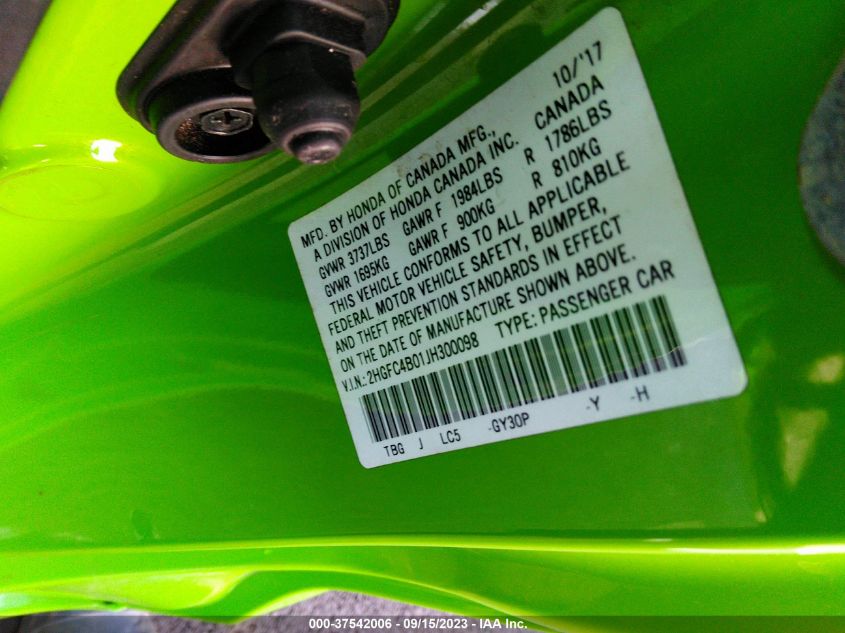 10/'17
MFD. BY HONDA OF CANADA MFG.,
A DIVISION OF HONDA CANADA INC. CANADA
GVWR 3737LBS GAWR F 1984LBS R 1786LBS
GVWR 1695KG GAWR F 900KG R 810KG
THIS VEHICLE CONFORMS TO ALL APPLICABLE
FEDERAL MOTOR VEHICLE SAFETY, BUMPER,
AND THEFT PREVENTION STANDARDS IN EFFECT
ON THE DATE OF MANUFACTURE SHOWN ABOVE.
V.I.N.: 2HGFC4B01JH300098 TYPE: PASSENGER CAR
TBG J LC5 -GY30P -Y -H
000-37542006 - 09/15/2023 - IAA Inc.